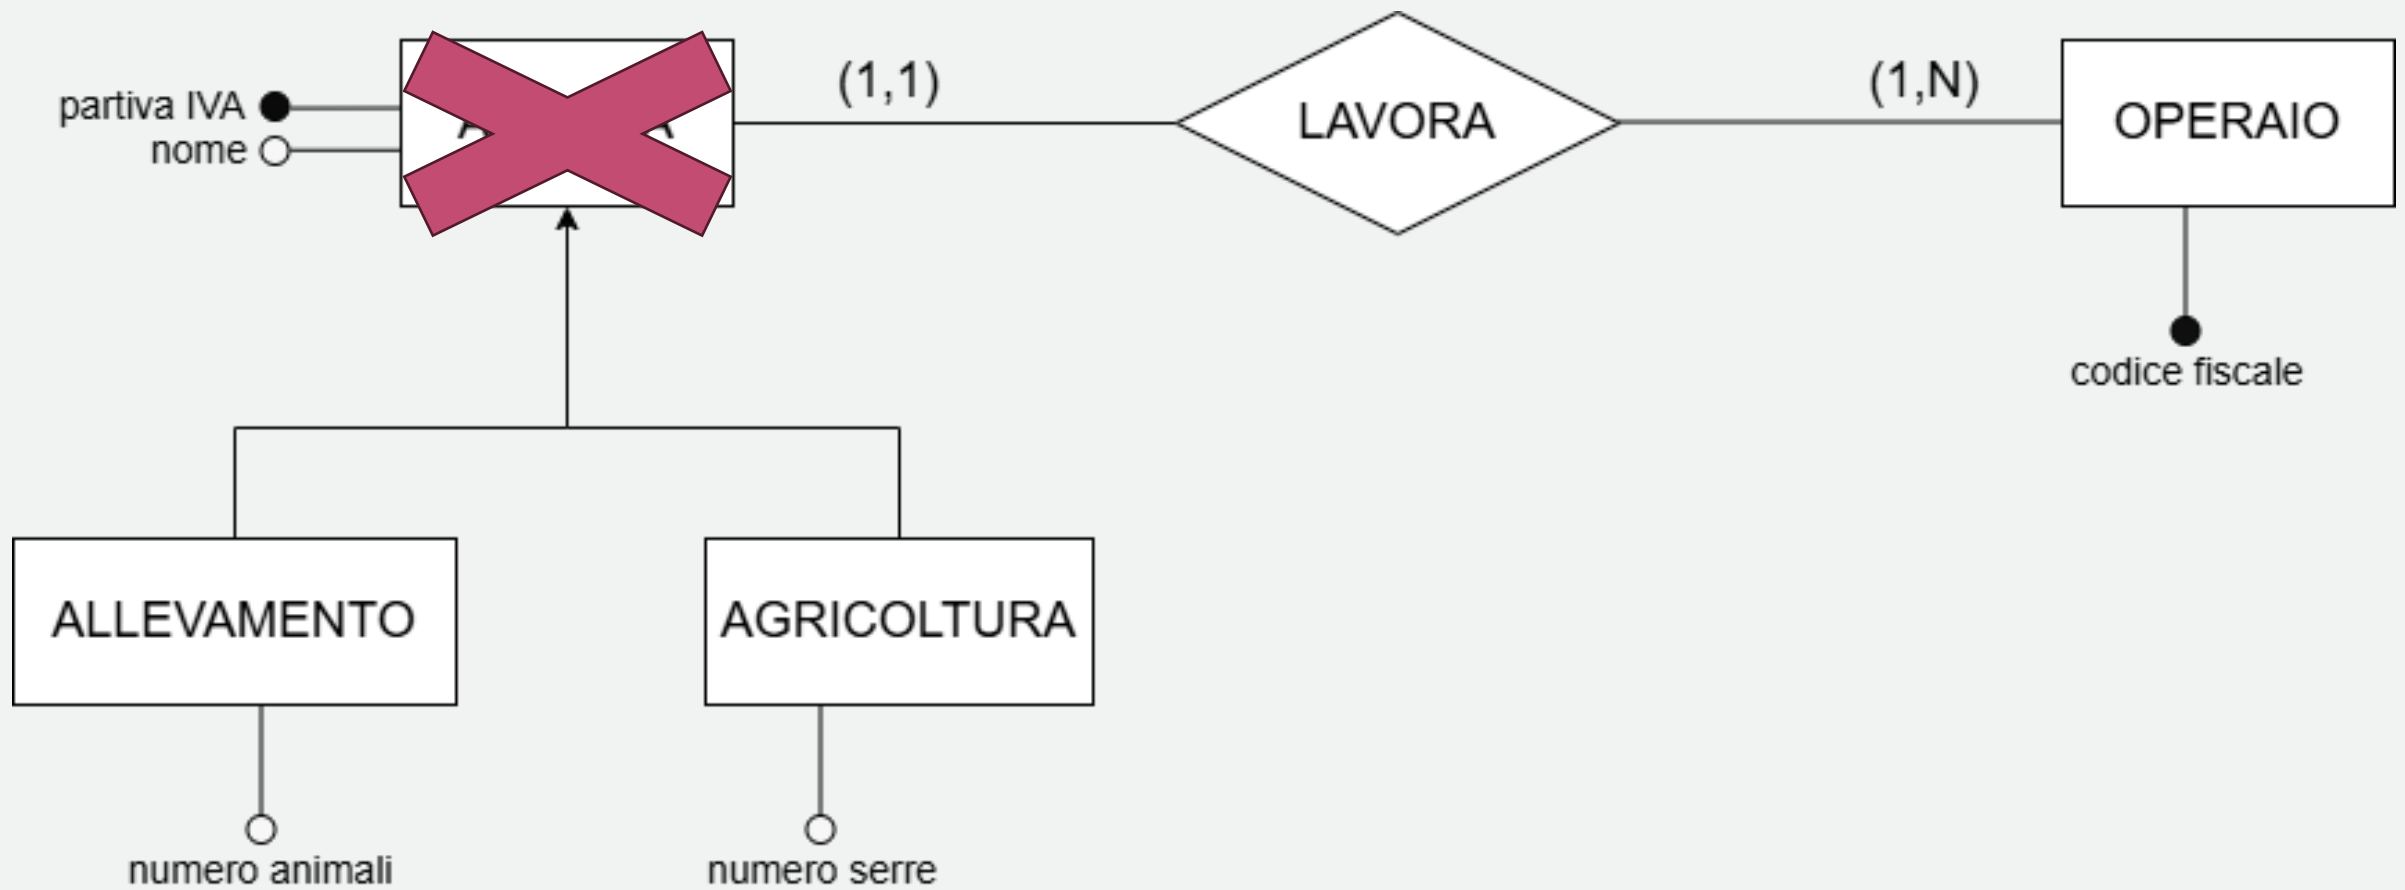 partiva IVA
nome
(1,1)
LAVORA
(1,N)
OPERAIO
codice fiscale
ALLEVAMENTO
AGRICOLTURA
numero animali
numero serre